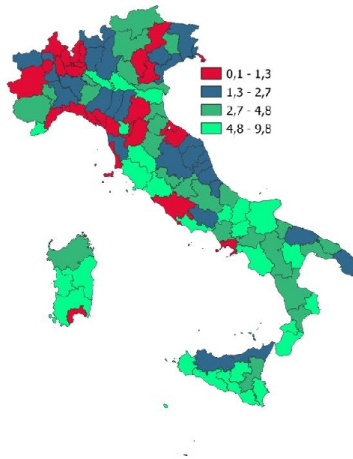 0,1 - 1,3
1,3 - 2,7
2,7 - 4,8
4,8 - 9,8